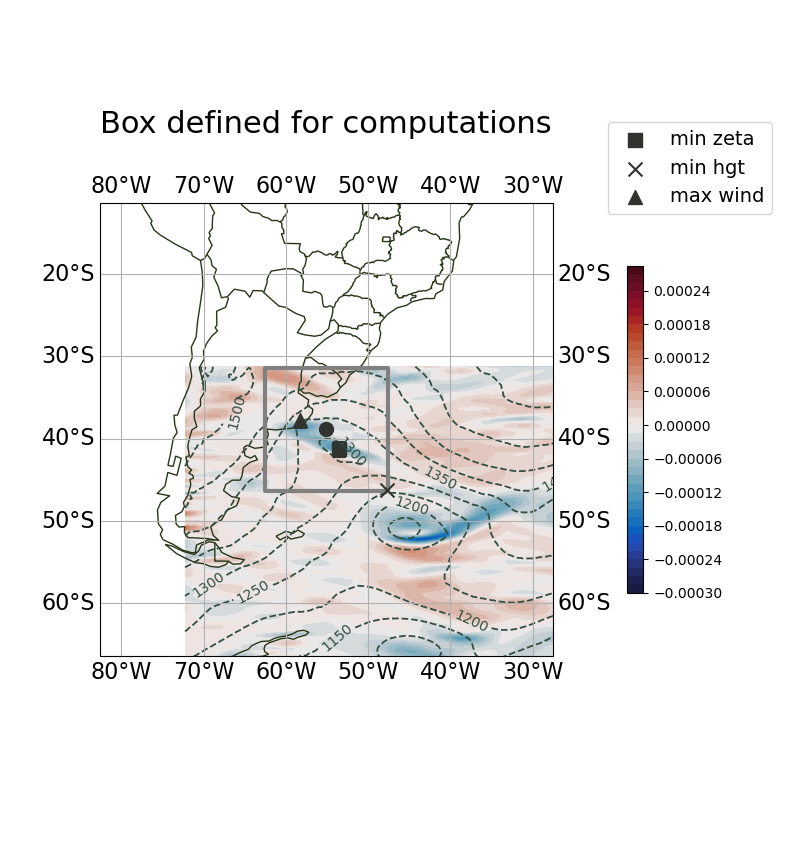 Box defined for computations
min zeta
min hgt
max wind
80°W 70°W 60°W 50°W 40°W 30°W
20°S 20°S
30°S 30°S
40°S 40°S
50°S 50°S
60°S 60°S
80°W 70°W 60°W 50°W 40°W 30°W
1500
1350
1200
1300
1250
1200
1150
0.00024
0.00018
0.00012
0.00006
0.00000
−0.00006
−0.00012
−0.00018
−0.00024
−0.00030